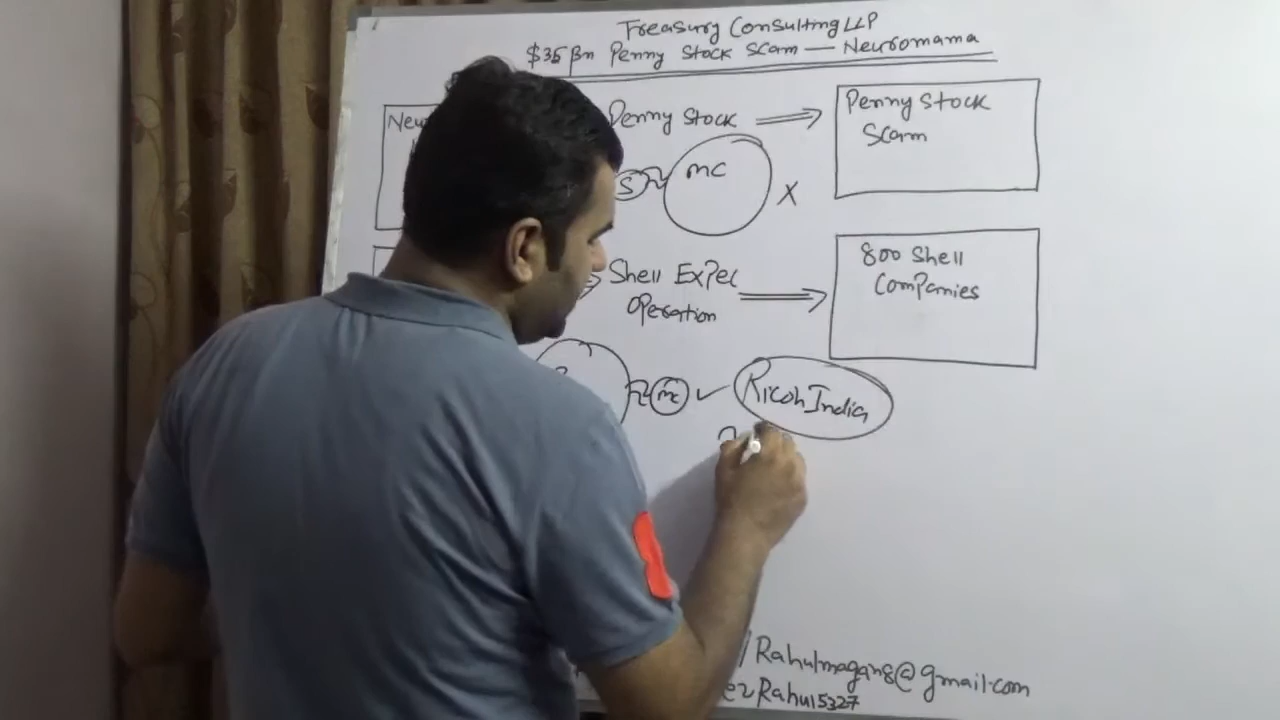 Treasury Consulting LLP
$35 Bn Penny Stock Scam — Neuromama
Penny Stock
Penny Stock
Scam
S
MC
X
Shell Expel
Operation
800 Shell
Companies
MC
Ricoh India
/Rahulmagan8@gmail.com
Rahul5327